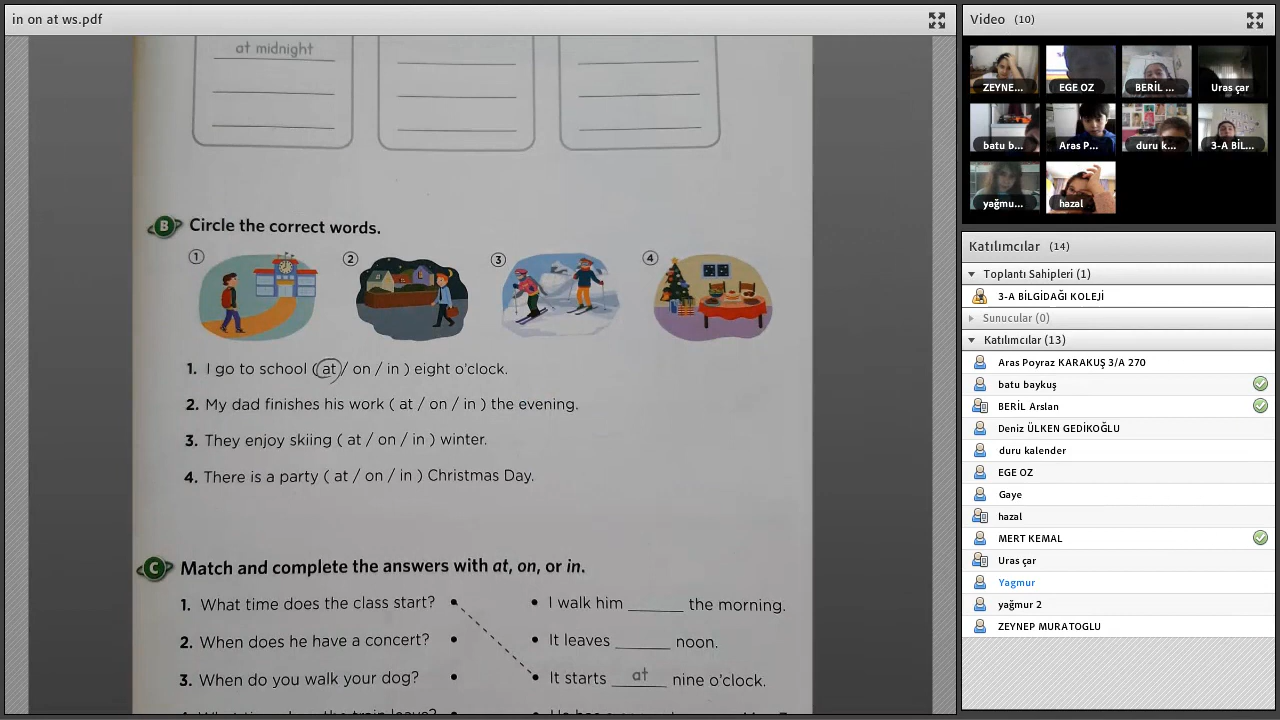 in on at ws.pdf
at midnight
B Circle the correct words.
1 2 3 4
1. I go to school ( at / on / in ) eight o'clock.
2. My dad finishes his work ( at / on / in ) the evening.
3. They enjoy skiing ( at / on / in ) winter.
4. There is a party ( at / on / in ) Christmas Day.
C Match and complete the answers with at, on, or in.
1. What time does the class start? • • I walk him ______ the morning.
2. When does he have a concert? • • It leaves ______ noon.
3. When do you walk your dog? • • It starts at nine o'clock.
Video (10)
ZEYNE... EGE OZ BERİL ... Uras çar
batu b... Aras P... duru k... 3-A BİL...
yağmu... hazal
Katılımcılar (14)
Toplantı Sahipleri (1)
3-A BİLGİDAĞI KOLEJİ
Sunucular (0)
Katılımcılar (13)
Aras Poyraz KARAKUŞ 3/A 270
batu baykuş
BERİL Arslan
Deniz ÜLKEN GEDİKOĞLU
duru kalender
EGE OZ
Gaye
hazal
MERT KEMAL
Uras çar
Yagmur
yağmur 2
ZEYNEP MURATOGLU